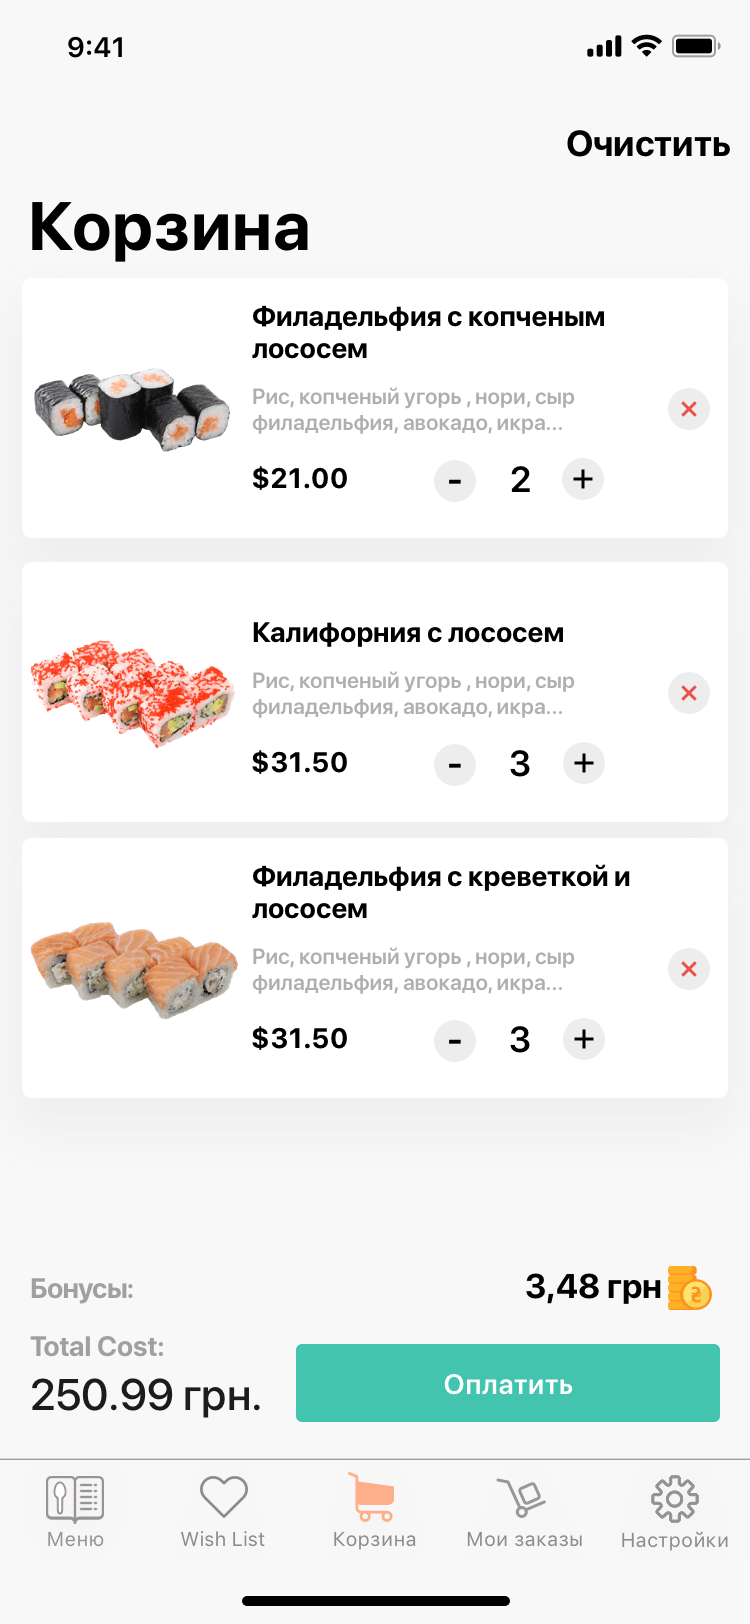 9:41
Очистить
Корзина
Филадельфия с копченым
лососем
Рис, копченый угорь , нори, сыр
филадельфия, авокадо, икра...
$21.00 - 2 +
Калифорния с лососем
Рис, копченый угорь , нори, сыр
филадельфия, авокадо, икра...
$31.50 - 3 +
Филадельфия с креветкой и
лососем
Рис, копченый угорь , нори, сыр
филадельфия, авокадо, икра...
$31.50 - 3 +
Бонусы: 3,48 грн
Total Cost:
250.99 грн.
Оплатить
Меню Wish List Корзина Мои заказы Настройки